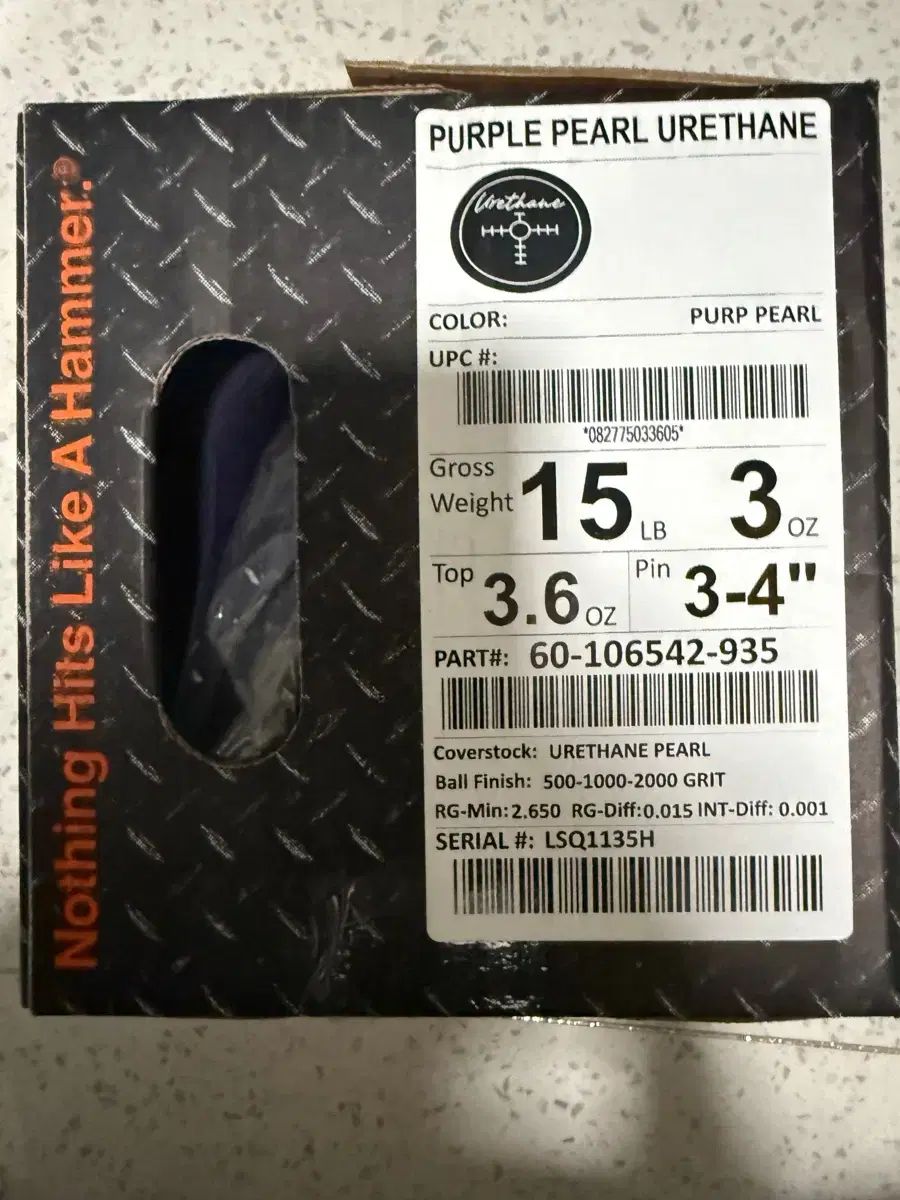 Nothing Hits Like A Hammer.®
PURPLE PEARL URETHANE
Urethane
COLOR: PURP PEARL
UPC #:
*082775033605*
Gross Weight 15 LB 3 OZ
Top 3.6 OZ Pin 3-4"
PART#: 60-106542-935
Coverstock: URETHANE PEARL
Ball Finish: 500-1000-2000 GRIT
RG-Min: 2.650 RG-Diff: 0.015 INT-Diff: 0.001
SERIAL #: LSQ1135H